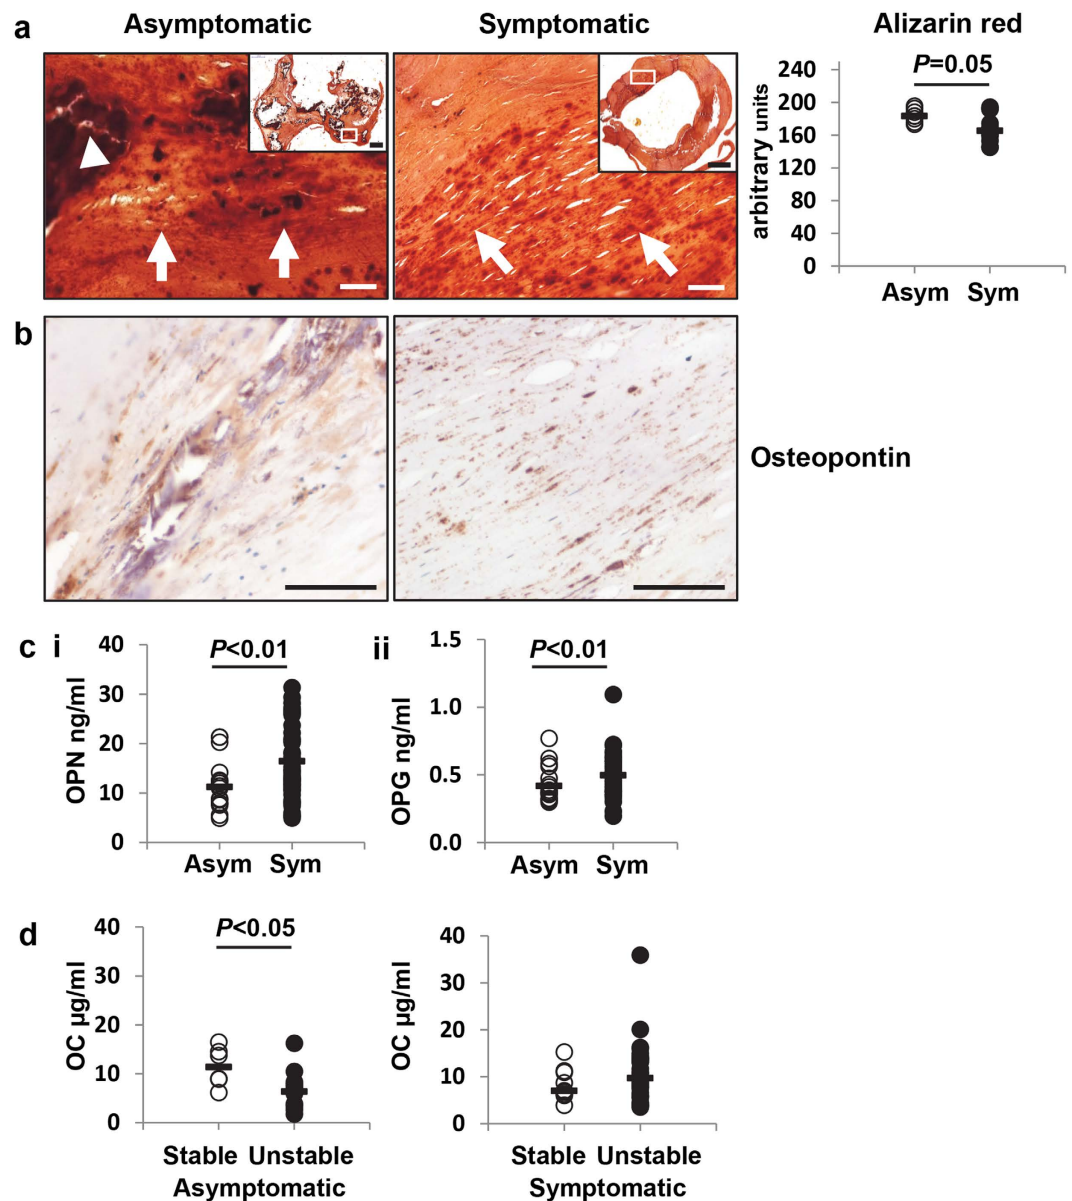 a
Asymptomatic
Symptomatic
Alizarin red
P=0.05
240
200
160
120
80
40
0
arbitrary units
Asym Sym
b
Osteopontin
c i
P<0.01
40
30
20
10
0
OPN ng/ml
Asym Sym
ii
P<0.01
1.5
1.0
0.5
0.0
OPG ng/ml
Asym Sym
d
P<0.05
40
30
20
10
0
OC µg/ml
Stable Unstable
Asymptomatic
40
30
20
10
0
OC µg/ml
Stable Unstable
Symptomatic